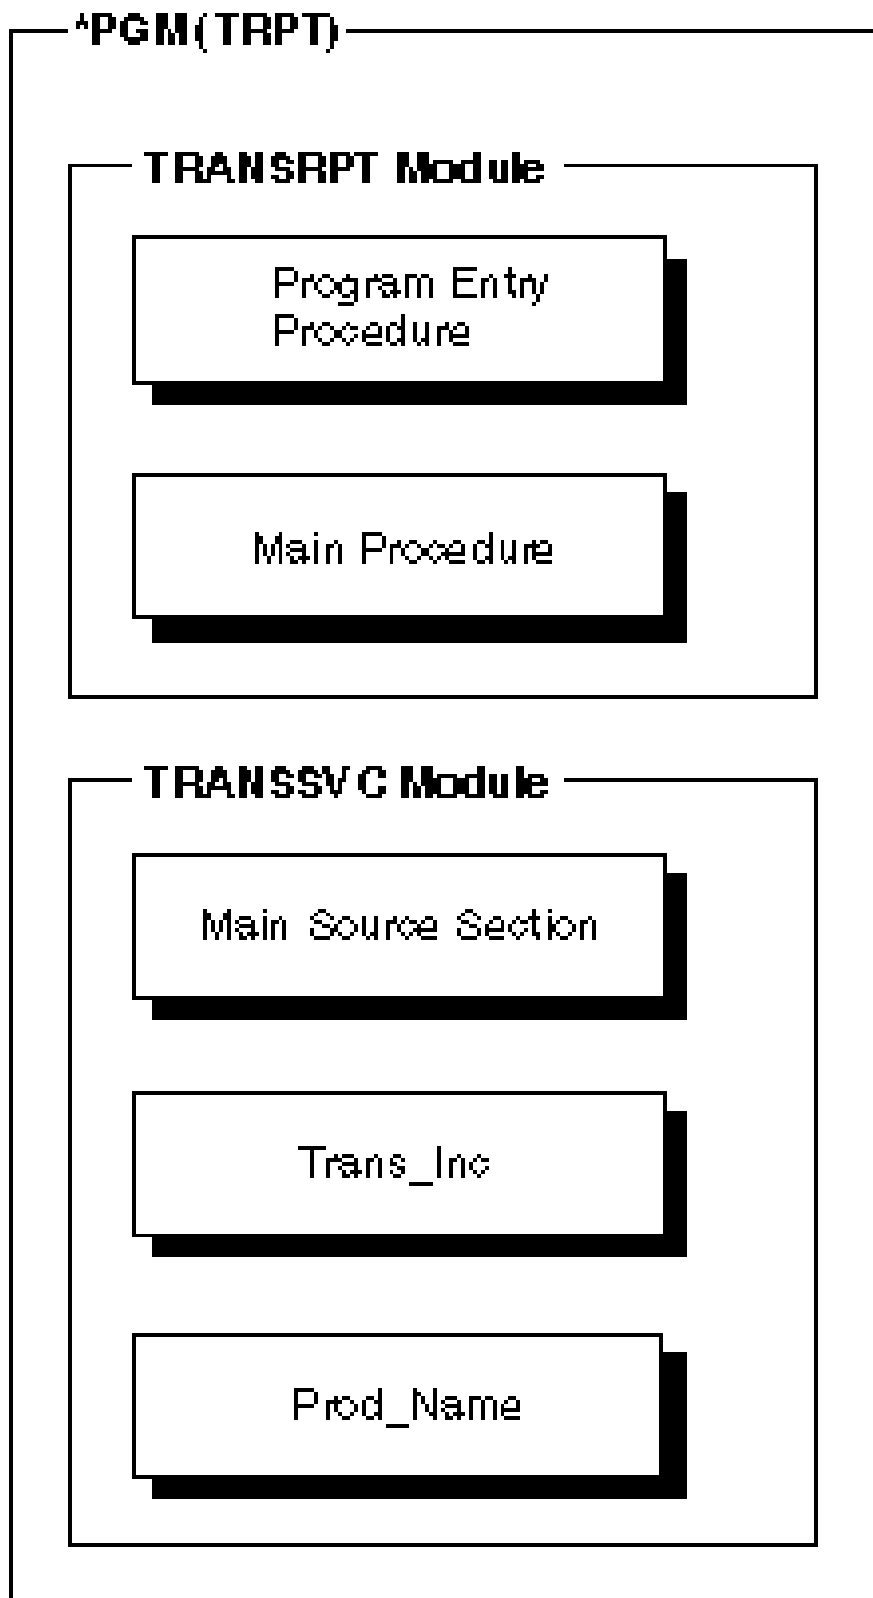 *PGM(TRPT)
TRANSRPT Module
Program Entry
Procedure
Main Procedure
TRANSSVC Module
Main Source Section
Trans_Inc
Prod_Name